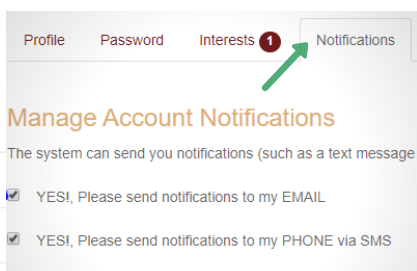 Profile Password Interests 1 Notifications
Manage Account Notifications
The system can send you notifications (such as a text message
YES!, Please send notifications to my EMAIL
YES!, Please send notifications to my PHONE via SMS